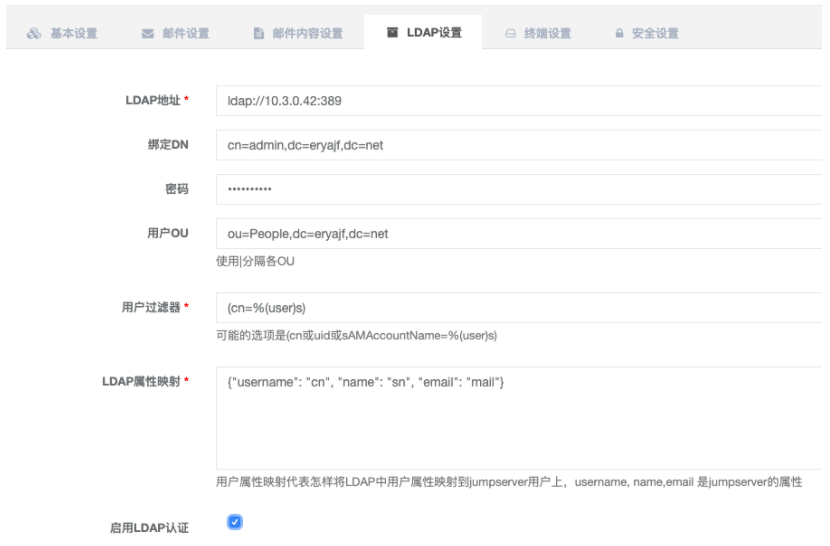 基本设置 邮件设置 邮件内容设置 LDAP设置 终端设置 安全设置
LDAP地址 * ldap://10.3.0.42:389
绑定DN cn=admin,dc=eryajf,dc=net
密码 ••••••••••
用户OU ou=People,dc=eryajf,dc=net
使用|分隔各OU
用户过滤器 * (cn=%(user)s)
可能的选项是(cn或uid或sAMAccountName=%(user)s)
LDAP属性映射 * {"username": "cn", "name": "sn", "email": "mail"}
用户属性映射代表怎样将LDAP中用户属性映射到jumpserver用户上，username, name,email 是jumpserver的属性
启用LDAP认证